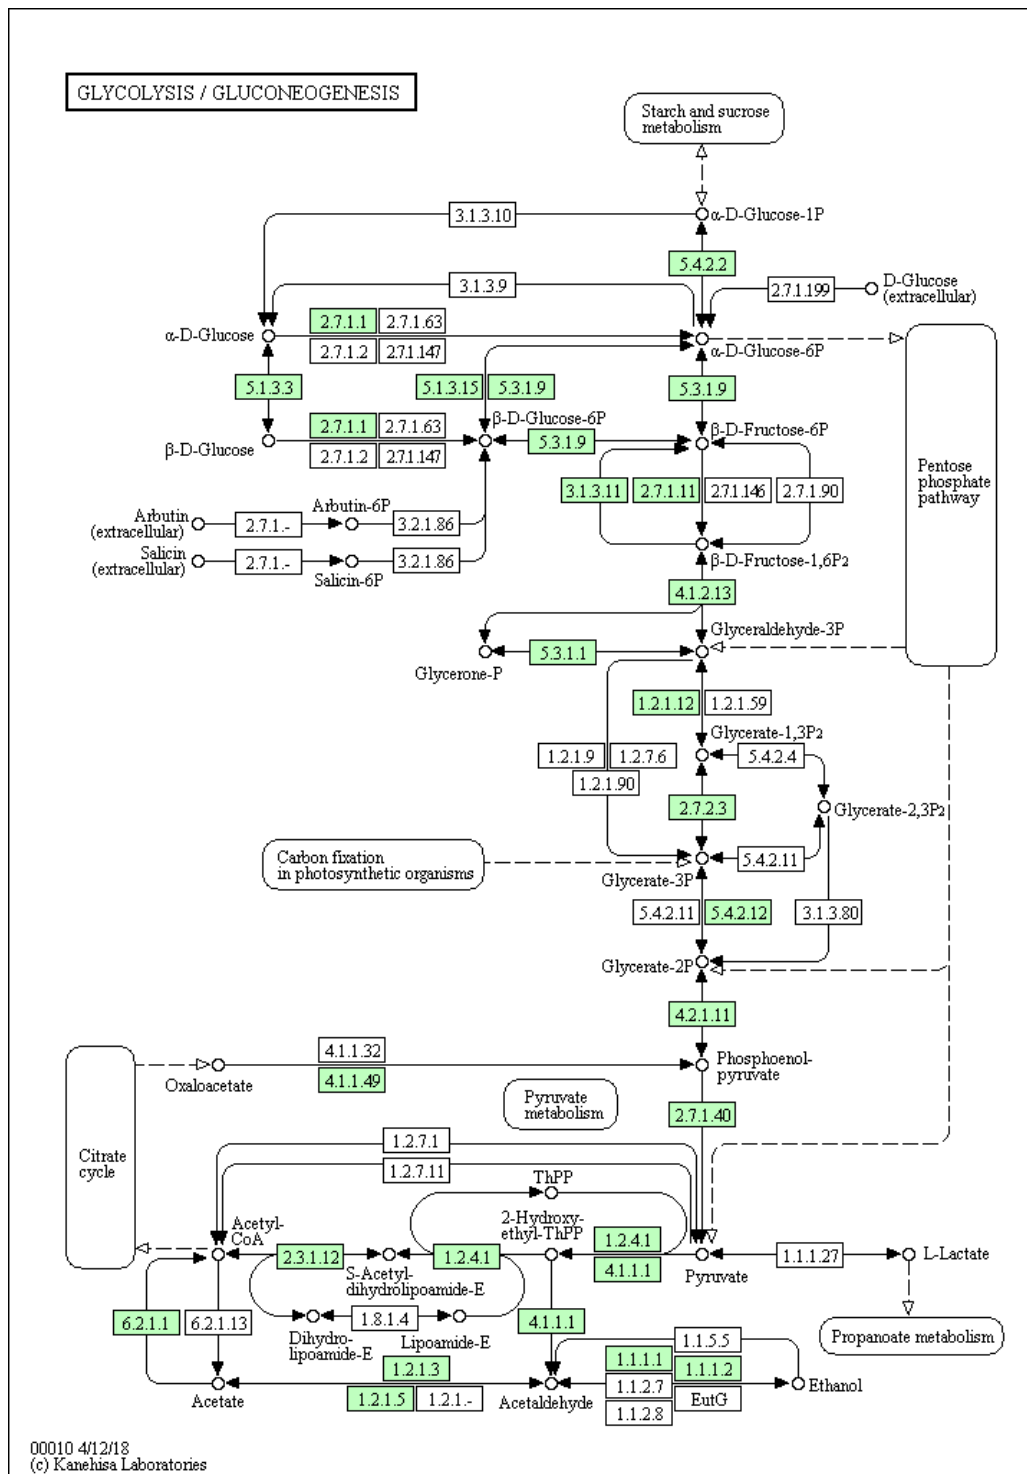 GLYCOLYSIS / GLUCONEOGENESIS
Starch and sucrose
metabolism
3.1.3.10
α-D-Glucose-1P
5.4.2.2
3.1.3.9
2.7.1.199
D-Glucose
(extracellular)
α-D-Glucose
2.7.1.1
2.7.1.63
2.7.1.2
2.7.1.147
α-D-Glucose-6P
5.1.3.3
5.1.3.15
5.3.1.9
5.3.1.9
β-D-Glucose
2.7.1.1
2.7.1.63
2.7.1.2
2.7.1.147
β-D-Glucose-6P
5.3.1.9
β-D-Fructose-6P
Pentose
phosphate
pathway
3.1.3.11
2.7.1.11
2.7.1.146
2.7.1.90
Arbutin
(extracellular)
2.7.1.-
Arbutin-6P
3.2.1.86
Salicin
(extracellular)
2.7.1.-
Salicin-6P
3.2.1.86
β-D-Fructose-1,6P2
4.1.2.13
Glyceraldehyde-3P
Glycerone-P
5.3.1.1
1.2.1.12
1.2.1.59
Glycerate-1,3P2
1.2.1.9
1.2.7.6
1.2.1.90
5.4.2.4
2.7.2.3
Glycerate-2,3P2
Carbon fixation
in photosynthetic organisms
Glycerate-3P
5.4.2.11
5.4.2.11
5.4.2.12
3.1.3.80
Glycerate-2P
4.2.1.11
4.1.1.32
Oxaloacetate
4.1.1.49
Phosphoenol-
pyruvate
Pyruvate
metabolism
2.7.1.40
Citrate
cycle
1.2.7.1
1.2.7.11
ThPP
Acetyl-
CoA
2-Hydroxy-
ethyl-ThPP
2.3.1.12
S-Acetyl-
dihydrolipoamide-E
1.2.4.1
1.2.4.1
4.1.1.1
Pyruvate
1.1.1.27
L-Lactate
6.2.1.1
6.2.1.13
Dihydro-
lipoamide-E
1.8.1.4
Lipoamide-E
4.1.1.1
Propanoate metabolism
Acetate
1.2.1.3
1.2.1.5
1.2.1.-
Acetaldehyde
1.1.5.5
1.1.1.1
1.1.1.2
1.1.2.7
EutG
1.1.2.8
Ethanol
00010 4/12/18
(c) Kanehisa Laboratories